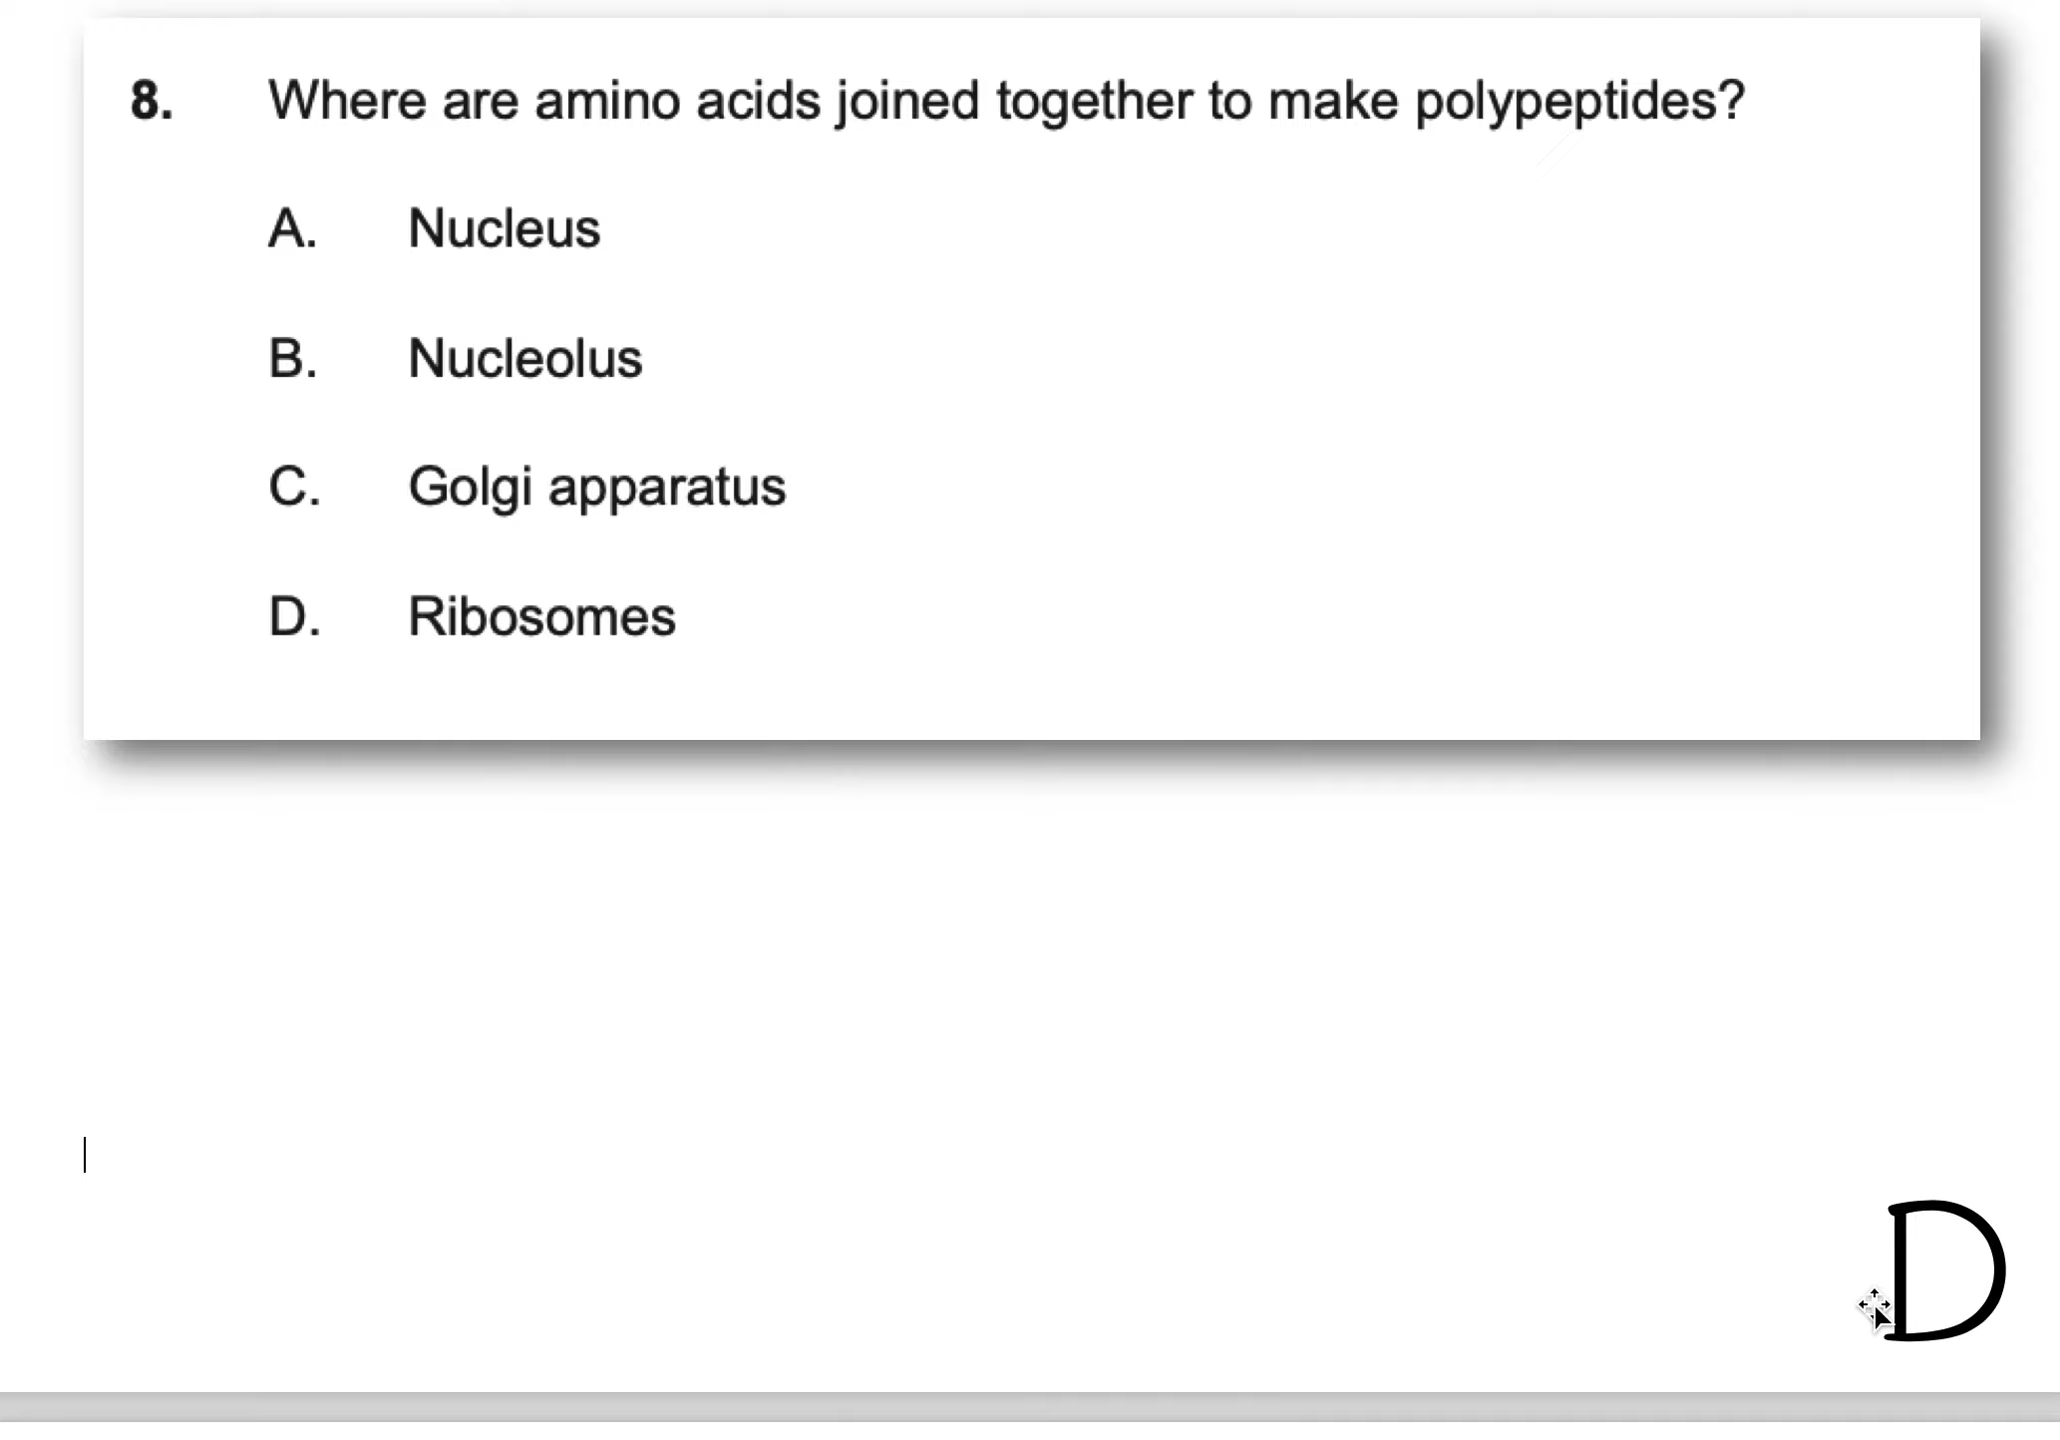 8. Where are amino acids joined together to make polypeptides?
A. Nucleus
B. Nucleolus
C. Golgi apparatus
D. Ribosomes
D